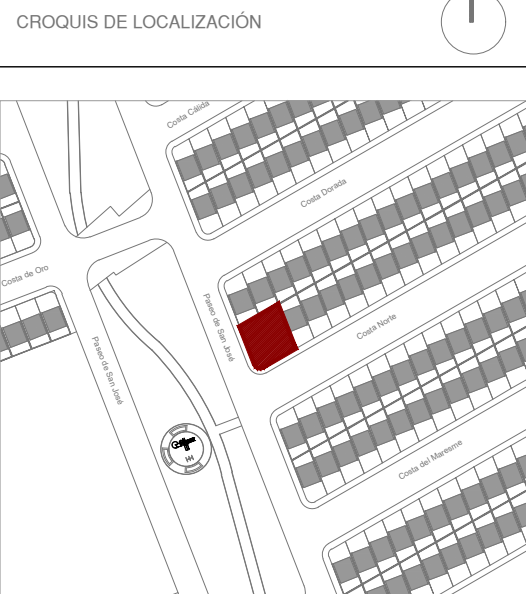 CROQUIS DE LOCALIZACIÓN
Costa Cálida
Costa Dorada
Costa de Oro
Paseo de San José
Costa Norte
Paseo de San José
Costa del Maresme